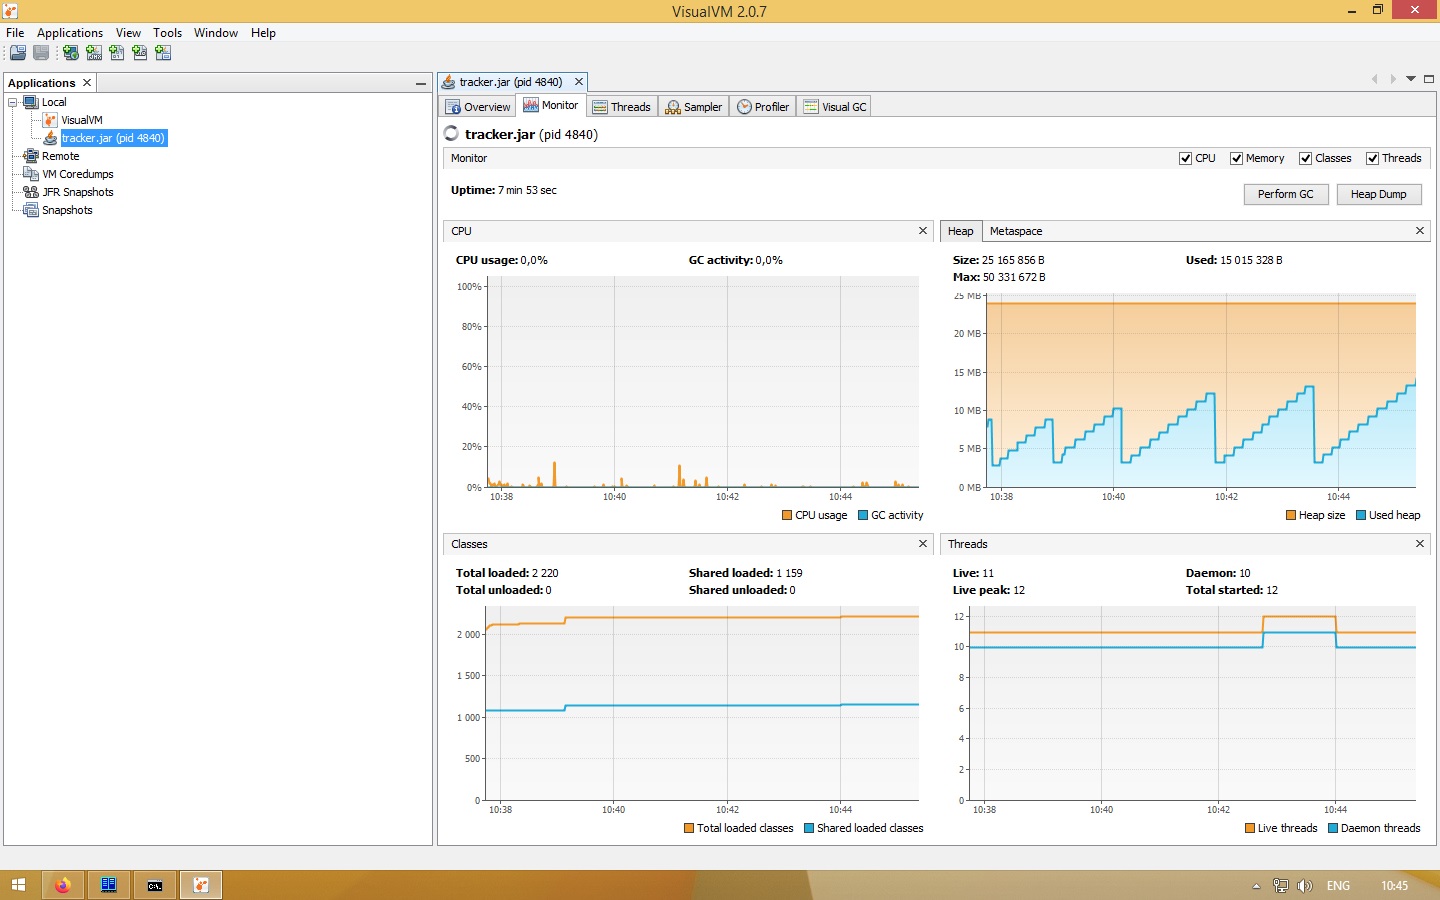 VisualVM 2.0.7
File Applications View Tools Window Help
Applications
Local
VisualVM
tracker.jar (pid 4840)
Remote
VM Coredumps
JFR Snapshots
Snapshots
tracker.jar (pid 4840)
Overview Monitor Threads Sampler Profiler Visual GC
tracker.jar (pid 4840)
Monitor CPU Memory Classes Threads
Uptime: 7 min 53 sec Perform GC Heap Dump
CPU
CPU usage: 0,0% GC activity: 0,0%
100%
80%
60%
40%
20%
0%
10:38 10:40 10:42 10:44
CPU usage GC activity
Heap Metaspace
Size: 25 165 856 B Used: 15 015 328 B
Max: 50 331 672 B
25 MB
20 MB
15 MB
10 MB
5 MB
0 MB
10:38 10:40 10:42 10:44
Heap size Used heap
Classes
Total loaded: 2 220 Shared loaded: 1 159
Total unloaded: 0 Shared unloaded: 0
2 000
1 500
1 000
500
0
10:38 10:40 10:42 10:44
Total loaded classes Shared loaded classes
Threads
Live: 11 Daemon: 10
Live peak: 12 Total started: 12
12
10
8
6
4
2
0
10:38 10:40 10:42 10:44
Live threads Daemon threads
ENG 10:45